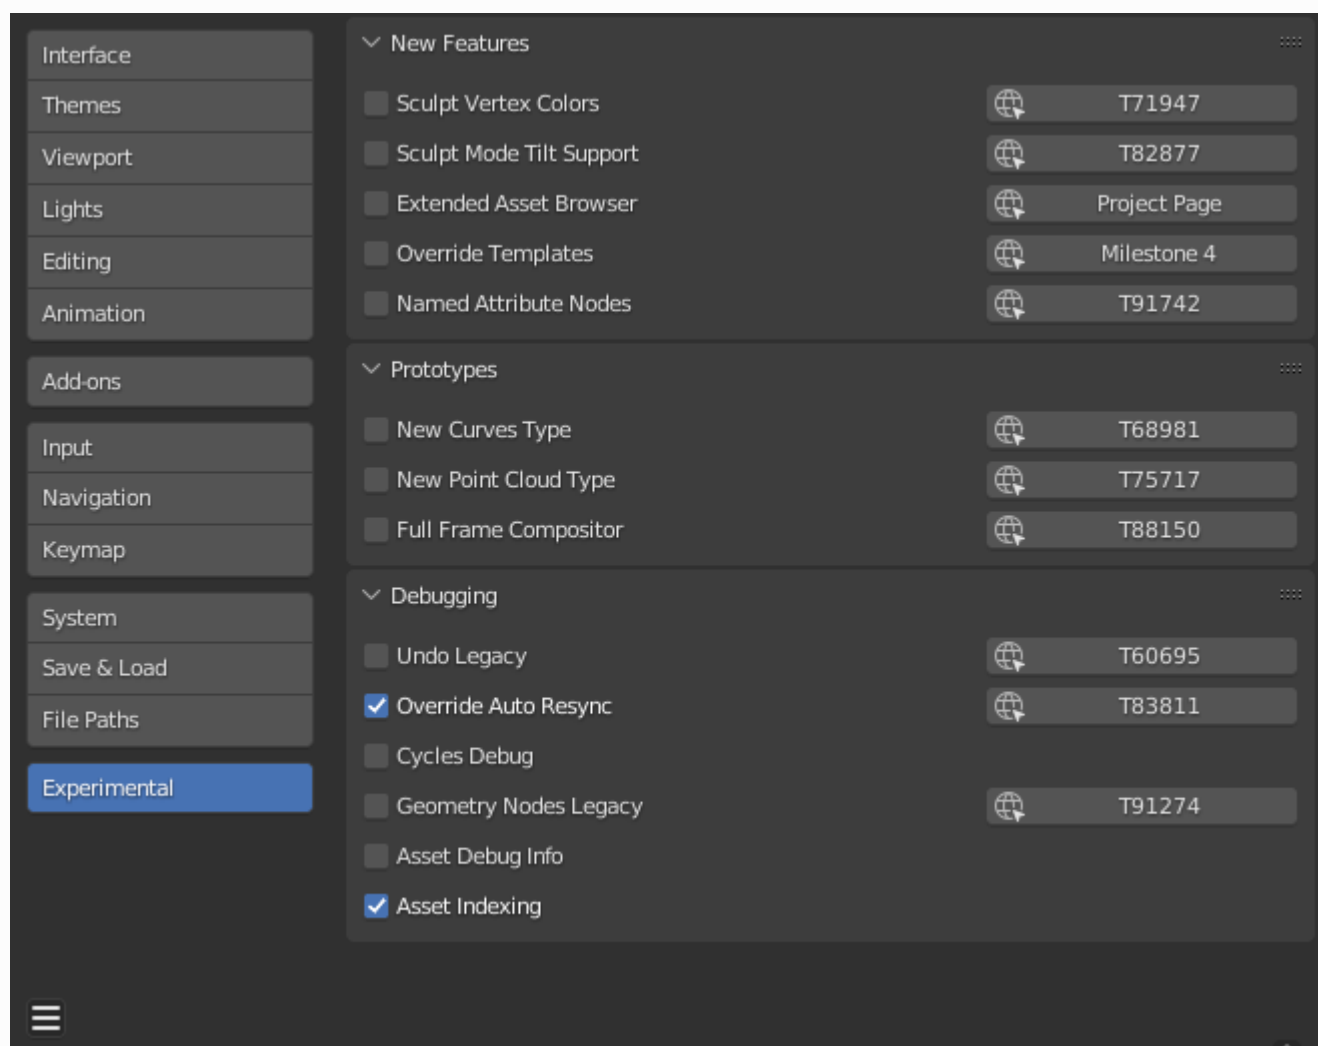 Interface
Themes
Viewport
Lights
Editing
Animation
Add-ons
Input
Navigation
Keymap
System
Save & Load
File Paths
Experimental
New Features
Sculpt Vertex Colors T71947
Sculpt Mode Tilt Support T82877
Extended Asset Browser Project Page
Override Templates Milestone 4
Named Attribute Nodes T91742
Prototypes
New Curves Type T68981
New Point Cloud Type T75717
Full Frame Compositor T88150
Debugging
Undo Legacy T60695
Override Auto Resync T83811
Cycles Debug
Geometry Nodes Legacy T91274
Asset Debug Info
Asset Indexing